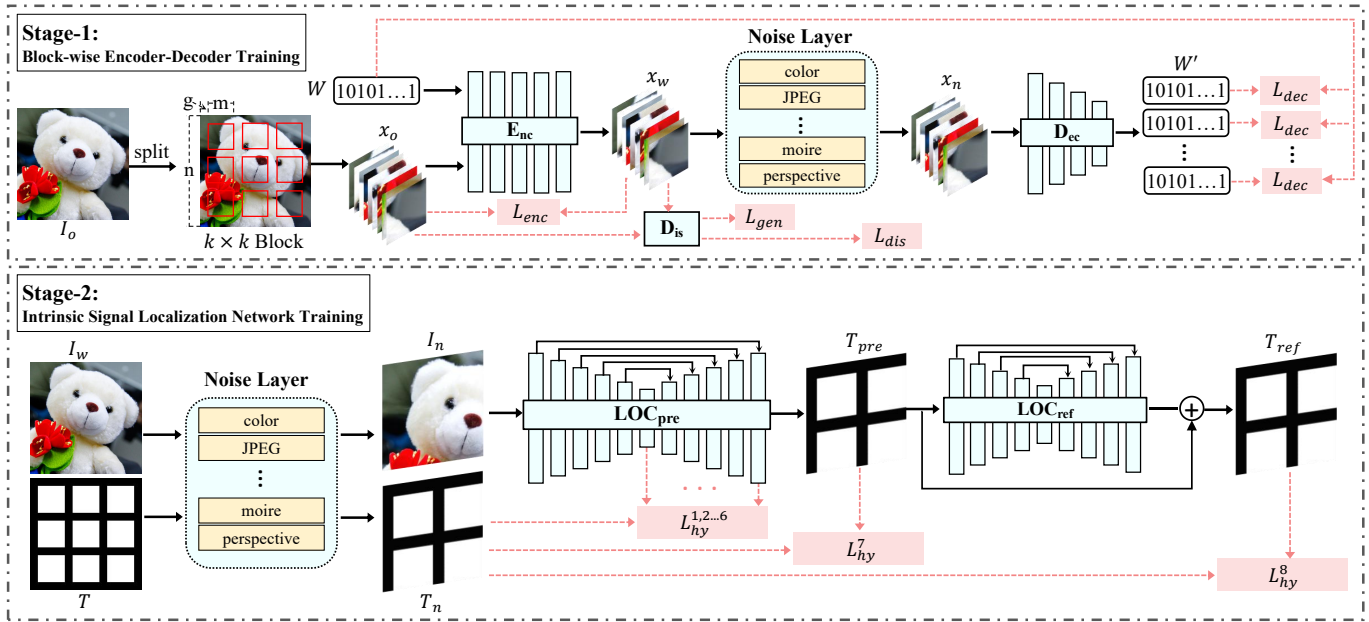 Stage-1:
Block-wise Encoder-Decoder Training
W
10101…1
g
m
n
I_o
split
k × k Block
x_o
E_nc
x_w
L_enc
Noise Layer
color
JPEG
⋮
moire
perspective
D_is
L_gen
L_dis
x_n
D_ec
W'
10101…1
L_dec
10101…1
L_dec
⋮
⋮
10101…1
L_dec
Stage-2:
Intrinsic Signal Localization Network Training
I_w
T
Noise Layer
color
JPEG
⋮
moire
perspective
I_n
T_n
LOC_pre
· · ·
L_hy^{1,2…6}
T_pre
L_hy^7
LOC_ref
+
T_ref
L_hy^8